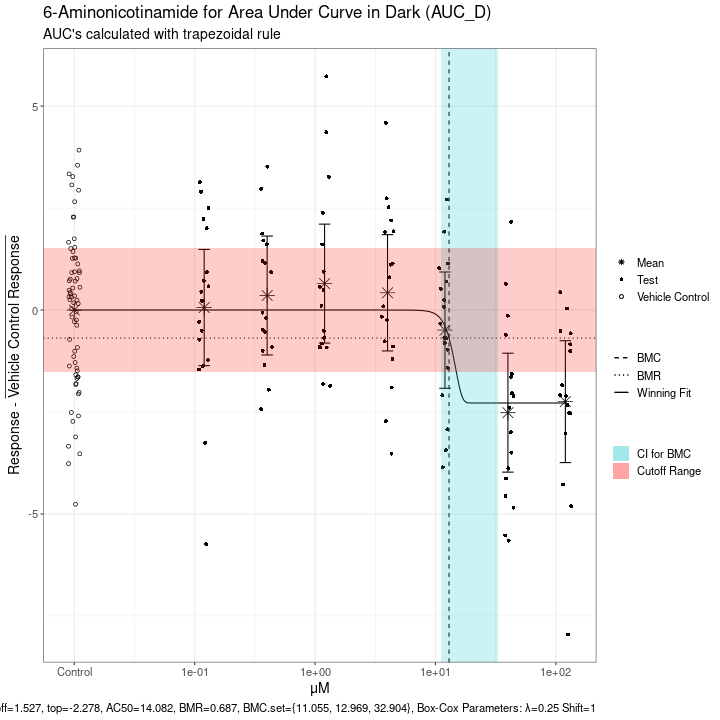 6-Aminonicotinamide for Area Under Curve in Dark (AUC_D)
AUC's calculated with trapezoidal rule
Response - Vehicle Control Response
5
0
-5
Control
1e-01
1e+00
1e+01
1e+02
μM
Mean
Test
Vehicle Control
BMC
BMR
Winning Fit
CI for BMC
Cutoff Range
off=1.527, top=-2.278, AC50=14.082, BMR=0.687, BMC.set={11.055, 12.969, 32.904}, Box-Cox Parameters: λ=0.25 Shift=1